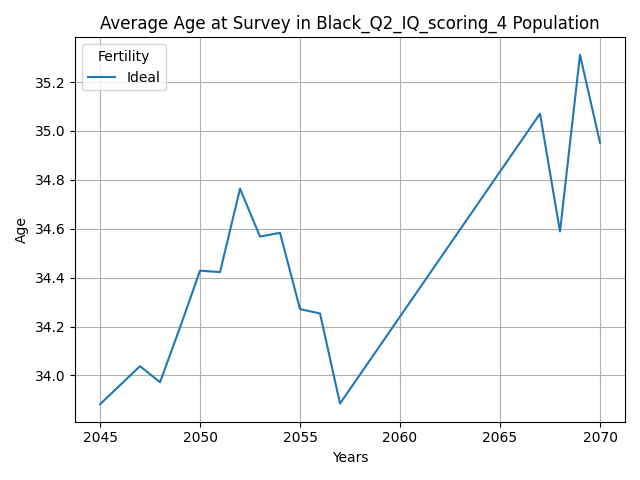 Average Age at Survey in Black_Q2_IQ_scoring_4 Population
Fertility
Ideal
Age
35.2
35.0
34.8
34.6
34.4
34.2
34.0
2045 2050 2055 2060 2065 2070
Years